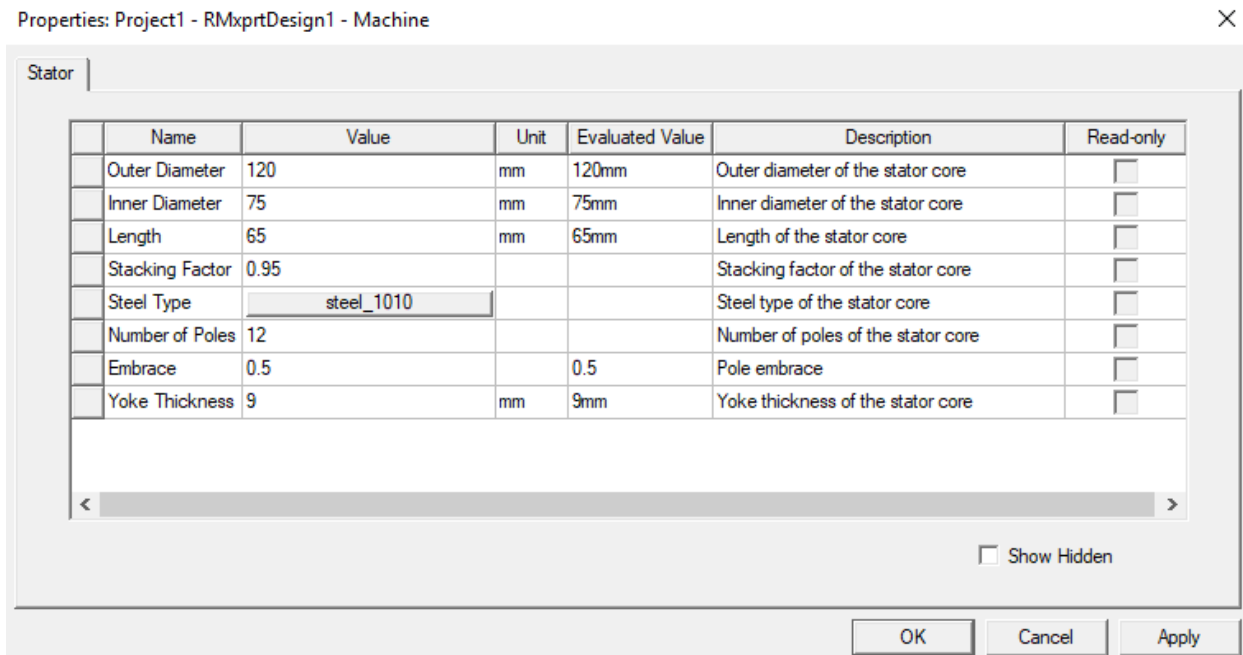 Properties: Project1 - RMxprtDesign1 - Machine
Stator
Name Value Unit Evaluated Value Description Read-only
Outer Diameter 120 mm 120mm Outer diameter of the stator core
Inner Diameter 75 mm 75mm Inner diameter of the stator core
Length 65 mm 65mm Length of the stator core
Stacking Factor 0.95 Stacking factor of the stator core
Steel Type steel_1010 Steel type of the stator core
Number of Poles 12 Number of poles of the stator core
Embrace 0.5 0.5 Pole embrace
Yoke Thickness 9 mm 9mm Yoke thickness of the stator core
Show Hidden
OK Cancel Apply